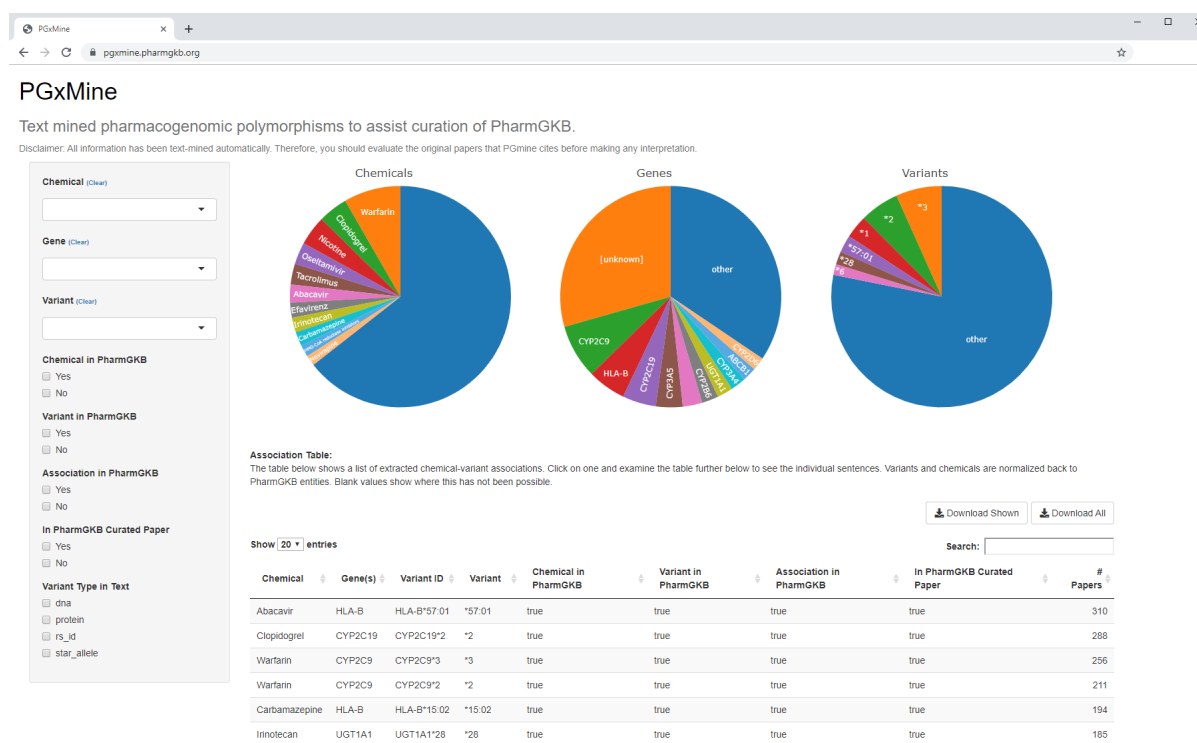 PGxMine
pgxmine.pharmgkb.org
PGxMine
Text mined pharmacogenomic polymorphisms to assist curation of PharmGKB.
Disclaimer: All information has been text-mined automatically. Therefore, you should evaluate the original papers that PGmine cites before making any interpretation.
Chemical (Clear)
Gene (Clear)
Variant (Clear)
Chemical in PharmGKB
Yes
No
Variant in PharmGKB
Yes
No
Association in PharmGKB
Yes
No
In PharmGKB Curated Paper
Yes
No
Variant Type in Text
dna
protein
rs_id
star_allele
Chemicals
Warfarin
Clopidogrel
Nicotine
Oseltamivir
Tacrolimus
Abacavir
Efavirenz
Irinotecan
Carbamazepine
Genes
other
[unknown]
CYP2C9
HLA-B
CYP2C19
CYP3A5
CYP2B6
UGT1A1
CYP3A4
ABCB1
CYP2D6
Variants
*3
*2
*1
*57:01
*28
*6
other
Association Table:
The table below shows a list of extracted chemical-variant associations. Click on one and examine the table further below to see the individual sentences. Variants and chemicals are normalized back to
PharmGKB entities. Blank values show where this has not been possible.
Download Shown Download All
Show 20 entries Search:
Chemical Gene(s) Variant ID Variant Chemical in PharmGKB Variant in PharmGKB Association in PharmGKB In PharmGKB Curated Paper # Papers
Abacavir HLA-B HLA-B*57:01 *57:01 true true true true 310
Clopidogrel CYP2C19 CYP2C19*2 *2 true true true true 288
Warfarin CYP2C9 CYP2C9*3 *3 true true true true 256
Warfarin CYP2C9 CYP2C9*2 *2 true true true true 211
Carbamazepine HLA-B HLA-B*15:02 *15:02 true true true true 194
Irinotecan UGT1A1 UGT1A1*28 *28 true true true true 185